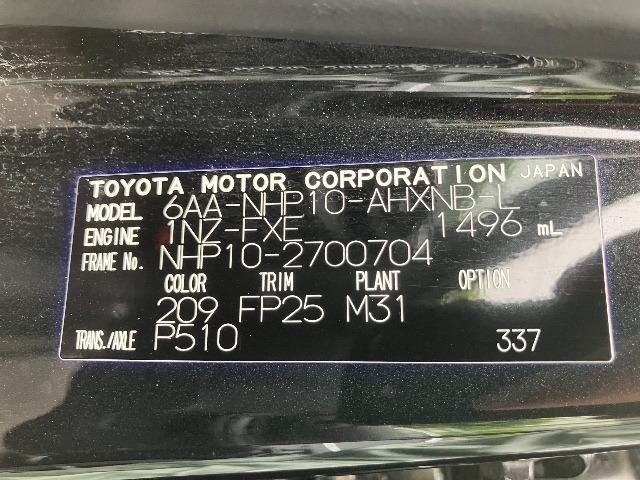 TOYOTA MOTOR CORPORATION JAPAN
MODEL 6AA-NHP10-AHXNB-L
ENGINE 1NZ-FXE 1496 mL
FRAME No. NHP10-2700704
COLOR TRIM PLANT OPTION
209 FP25 M31
TRANS./AXLE P510 337